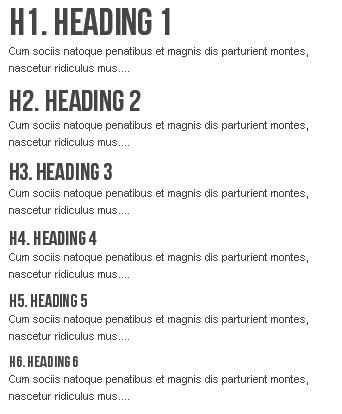 H1. HEADING 1
Cum sociis natoque penatibus et magnis dis parturient montes,
nascetur ridiculus mus....
H2. HEADING 2
Cum sociis natoque penatibus et magnis dis parturient montes,
nascetur ridiculus mus....
H3. HEADING 3
Cum sociis natoque penatibus et magnis dis parturient montes,
nascetur ridiculus mus....
H4. HEADING 4
Cum sociis natoque penatibus et magnis dis parturient montes,
nascetur ridiculus mus....
H5. HEADING 5
Cum sociis natoque penatibus et magnis dis parturient montes,
nascetur ridiculus mus....
H6. HEADING 6
Cum sociis natoque penatibus et magnis dis parturient montes,
nascetur ridiculus mus....